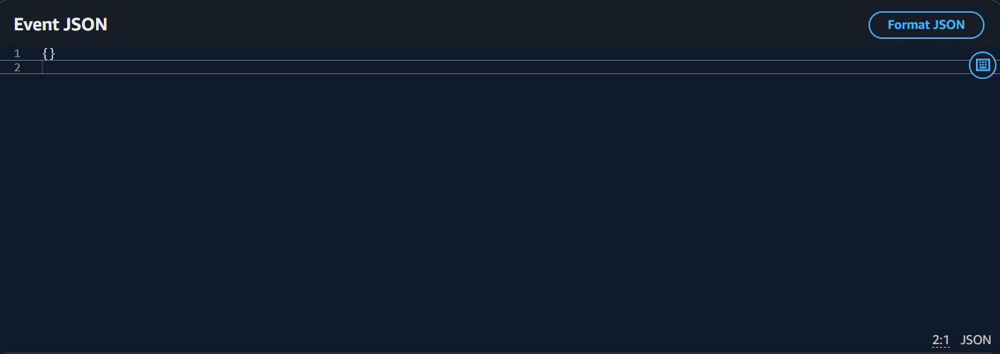 Event JSON
Format JSON
1 {}
2
2:1 JSON